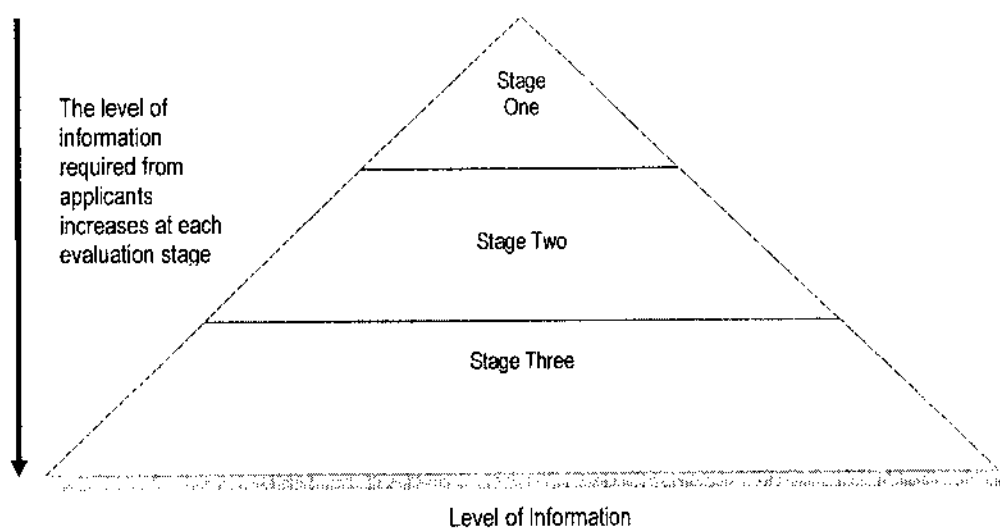 Stage
One
The level of
information
required from
applicants
increases at each
evaluation stage
Stage Two
Stage Three
Level of Information